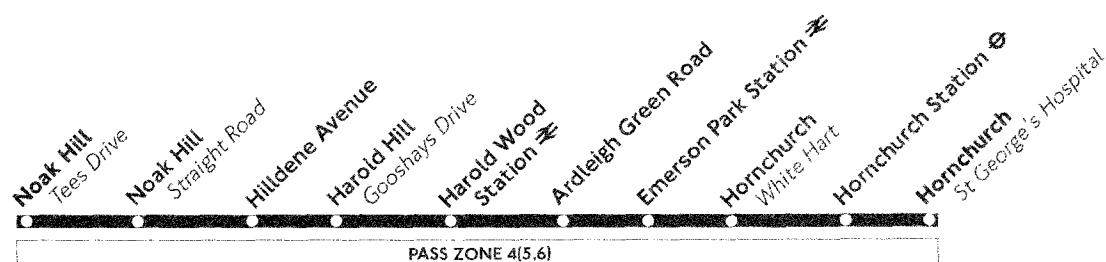 Noak Hill
Tees Drive
Noak Hill
Straight Road
Hilldene Avenue
Harold Hill
Gooshays Drive
Harold Wood
Station
Ardleigh Green Road
Emerson Park Station
Hornchurch
White Hart
Hornchurch Station
Hornchurch
St George's Hospital
PASS ZONE 4(5,6)